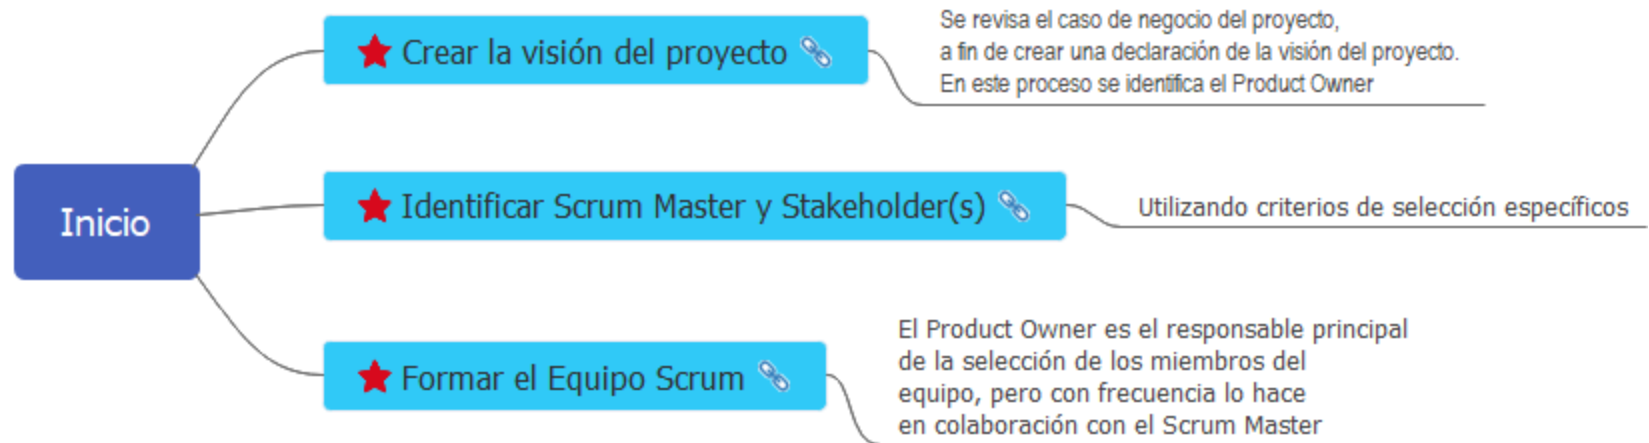 Inicio
Crear la visión del proyecto
Se revisa el caso de negocio del proyecto,
a fin de crear una declaración de la visión del proyecto.
En este proceso se identifica el Product Owner
Identificar Scrum Master y Stakeholder(s)
Utilizando criterios de selección específicos
Formar el Equipo Scrum
El Product Owner es el responsable principal
de la selección de los miembros del
equipo, pero con frecuencia lo hace
en colaboración con el Scrum Master